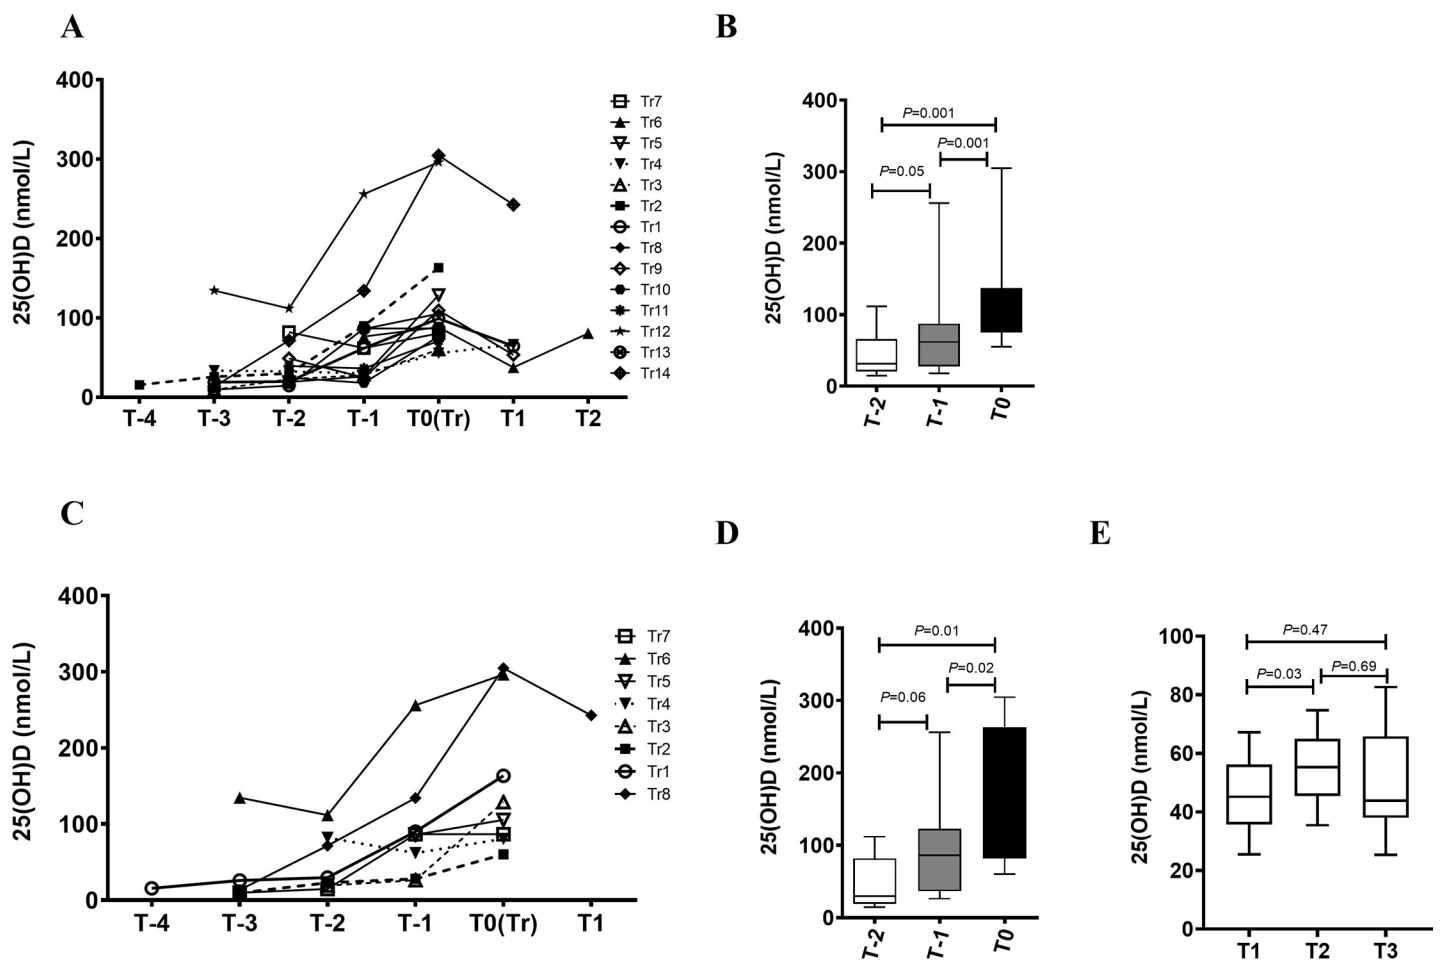 A
25(OH)D (nmol/L)
400
300
200
100
0
T-4 T-3 T-2 T-1 T0(Tr) T1 T2
Tr7
Tr6
Tr5
Tr4
Tr3
Tr2
Tr1
Tr8
Tr9
Tr10
Tr11
Tr12
Tr13
Tr14
B
25(OH)D (nmol/L)
400
300
200
100
0
P=0.001
P=0.001
P=0.05
T-2 T-1 T0
C
25(OH)D (nmol/L)
400
300
200
100
0
T-4 T-3 T-2 T-1 T0(Tr) T1
Tr7
Tr6
Tr5
Tr4
Tr3
Tr2
Tr1
Tr8
D
25(OH)D (nmol/L)
400
300
200
100
0
P=0.01
P=0.02
P=0.06
T-2 T-1 T0
E
25(OH)D (nmol/L)
100
80
60
40
20
0
P=0.47
P=0.03 P=0.69
T1 T2 T3